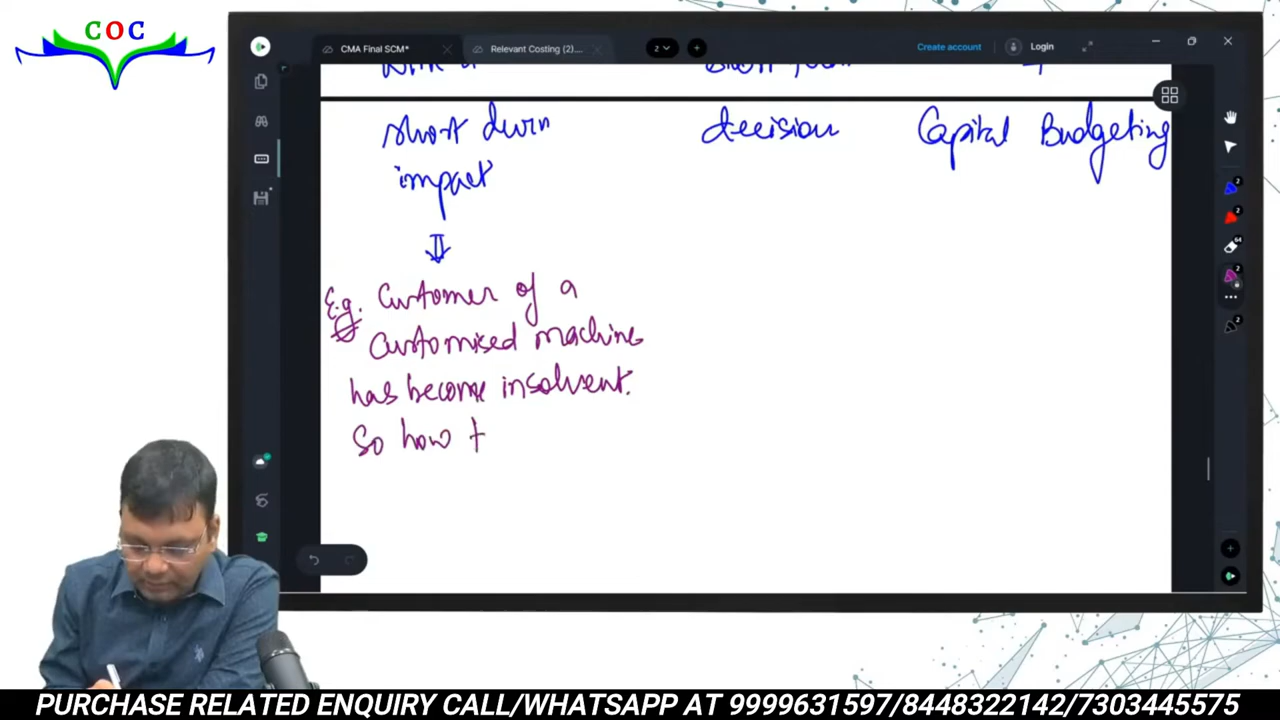 COC
CMA Final SCM*
Relevant Costing (2)....
2
Create account
Login
short durn
decision
Capital Budgeting
impact
E.g. Customer of a
Customised machine
has become insolvent.
So how t
PURCHASE RELATED ENQUIRY CALL/WHATSAPP AT 9999631597/8448322142/7303445575